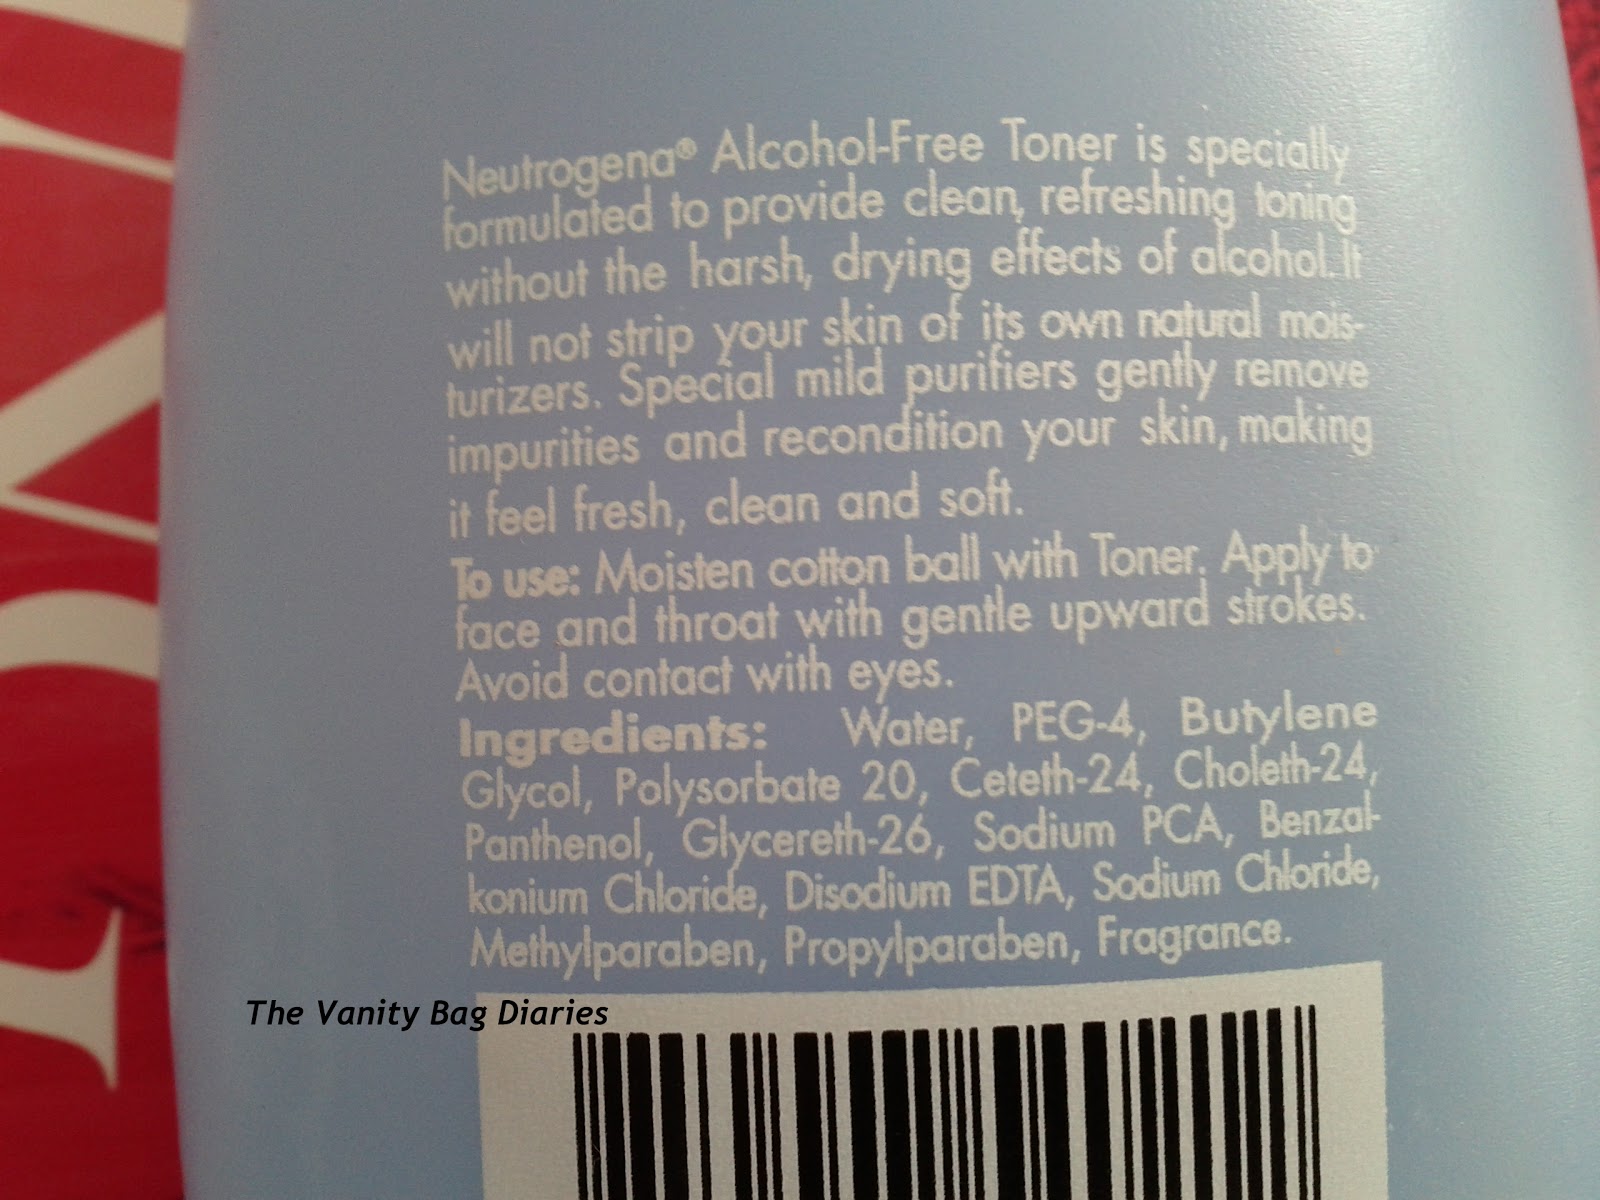 Neutrogena® Alcohol-Free Toner is specially
formulated to provide clean, refreshing toning
without the harsh, drying effects of alcohol. It
will not strip your skin of its own natural mois-
turizers. Special mild purifiers gently remove
impurities and recondition your skin, making
it feel fresh, clean and soft.
To use: Moisten cotton ball with Toner. Apply to
face and throat with gentle upward strokes.
Avoid contact with eyes.
Ingredients: Water, PEG-4, Butylene
Glycol, Polysorbate 20, Ceteth-24, Choleth-24,
Panthenol, Glycereth-26, Sodium PCA, Benzal-
konium Chloride, Disodium EDTA, Sodium Chloride,
Methylparaben, Propylparaben, Fragrance.
The Vanity Bag Diaries